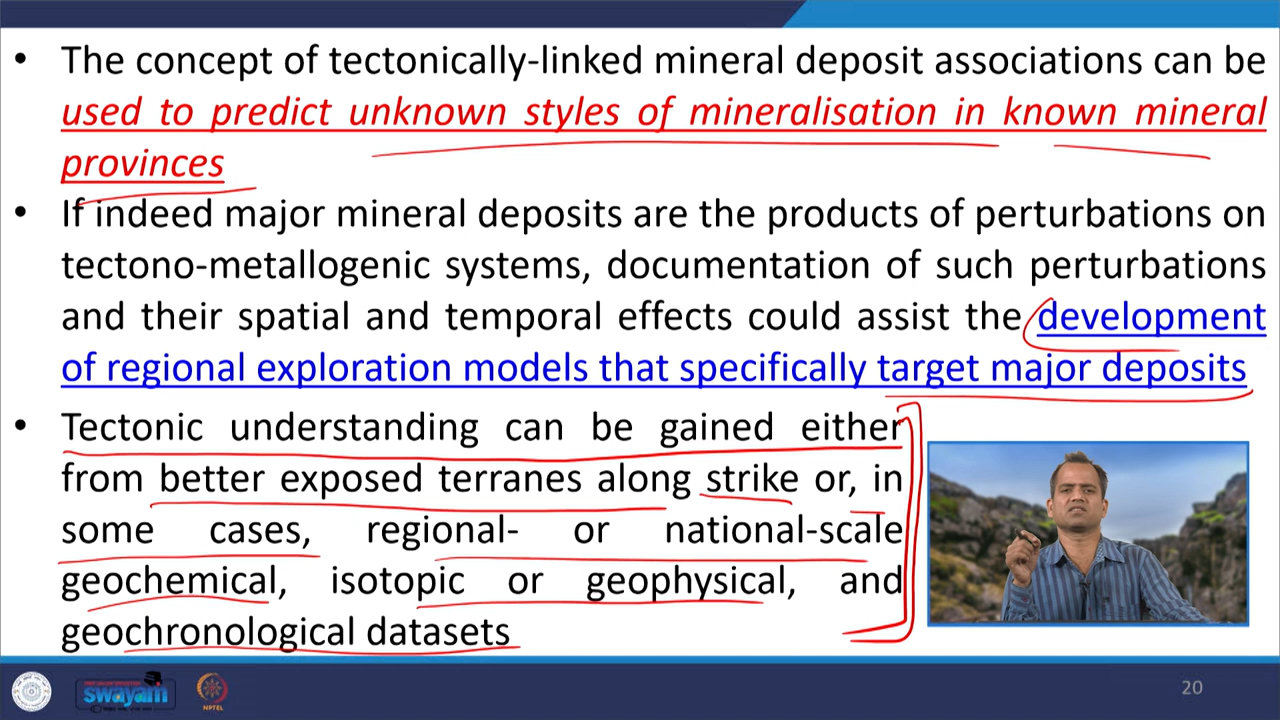 • The concept of tectonically-linked mineral deposit associations can be
used to predict unknown styles of mineralisation in known mineral
provinces
• If indeed major mineral deposits are the products of perturbations on
tectono-metallogenic systems, documentation of such perturbations
and their spatial and temporal effects could assist the development
of regional exploration models that specifically target major deposits
• Tectonic understanding can be gained either
from better exposed terranes along strike or, in
some cases, regional- or national-scale
geochemical, isotopic or geophysical, and
geochronological datasets
swayam
NPTEL
20